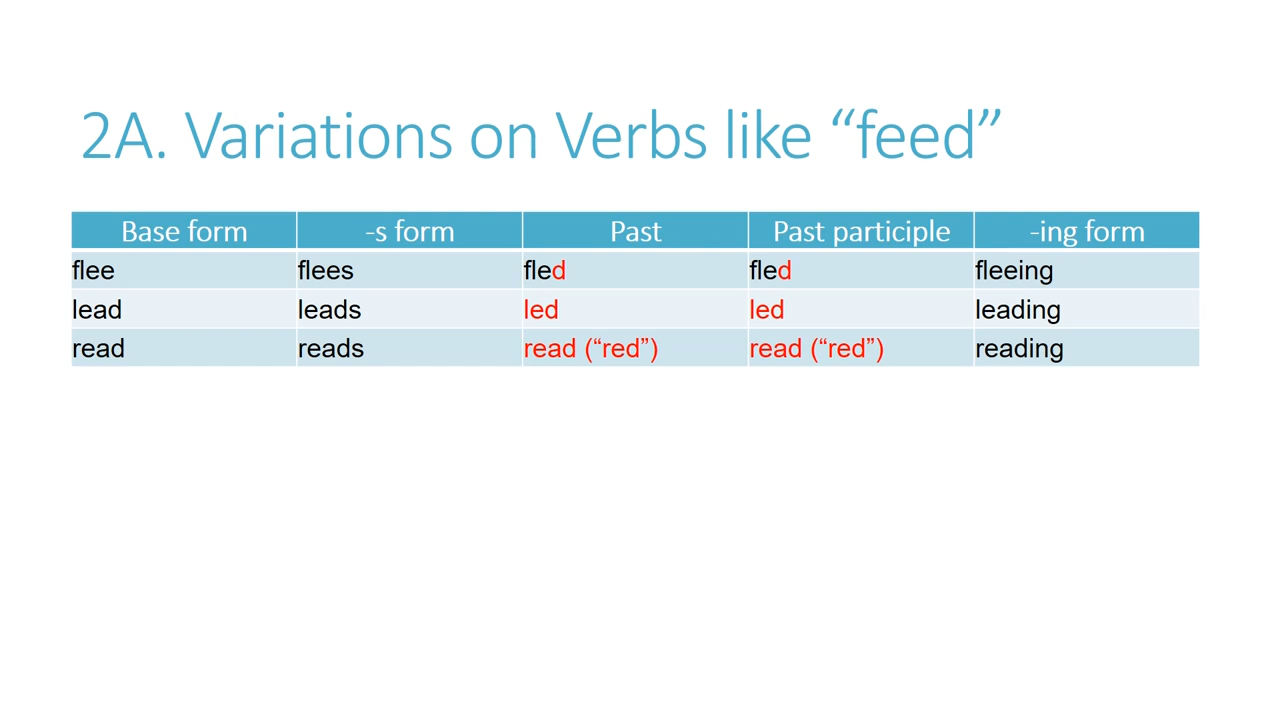 2A. Variations on Verbs like “feed”
Base form -s form Past Past participle -ing form
flee flees fled fled fleeing
lead leads led led leading
read reads read (“red”) read (“red”) reading